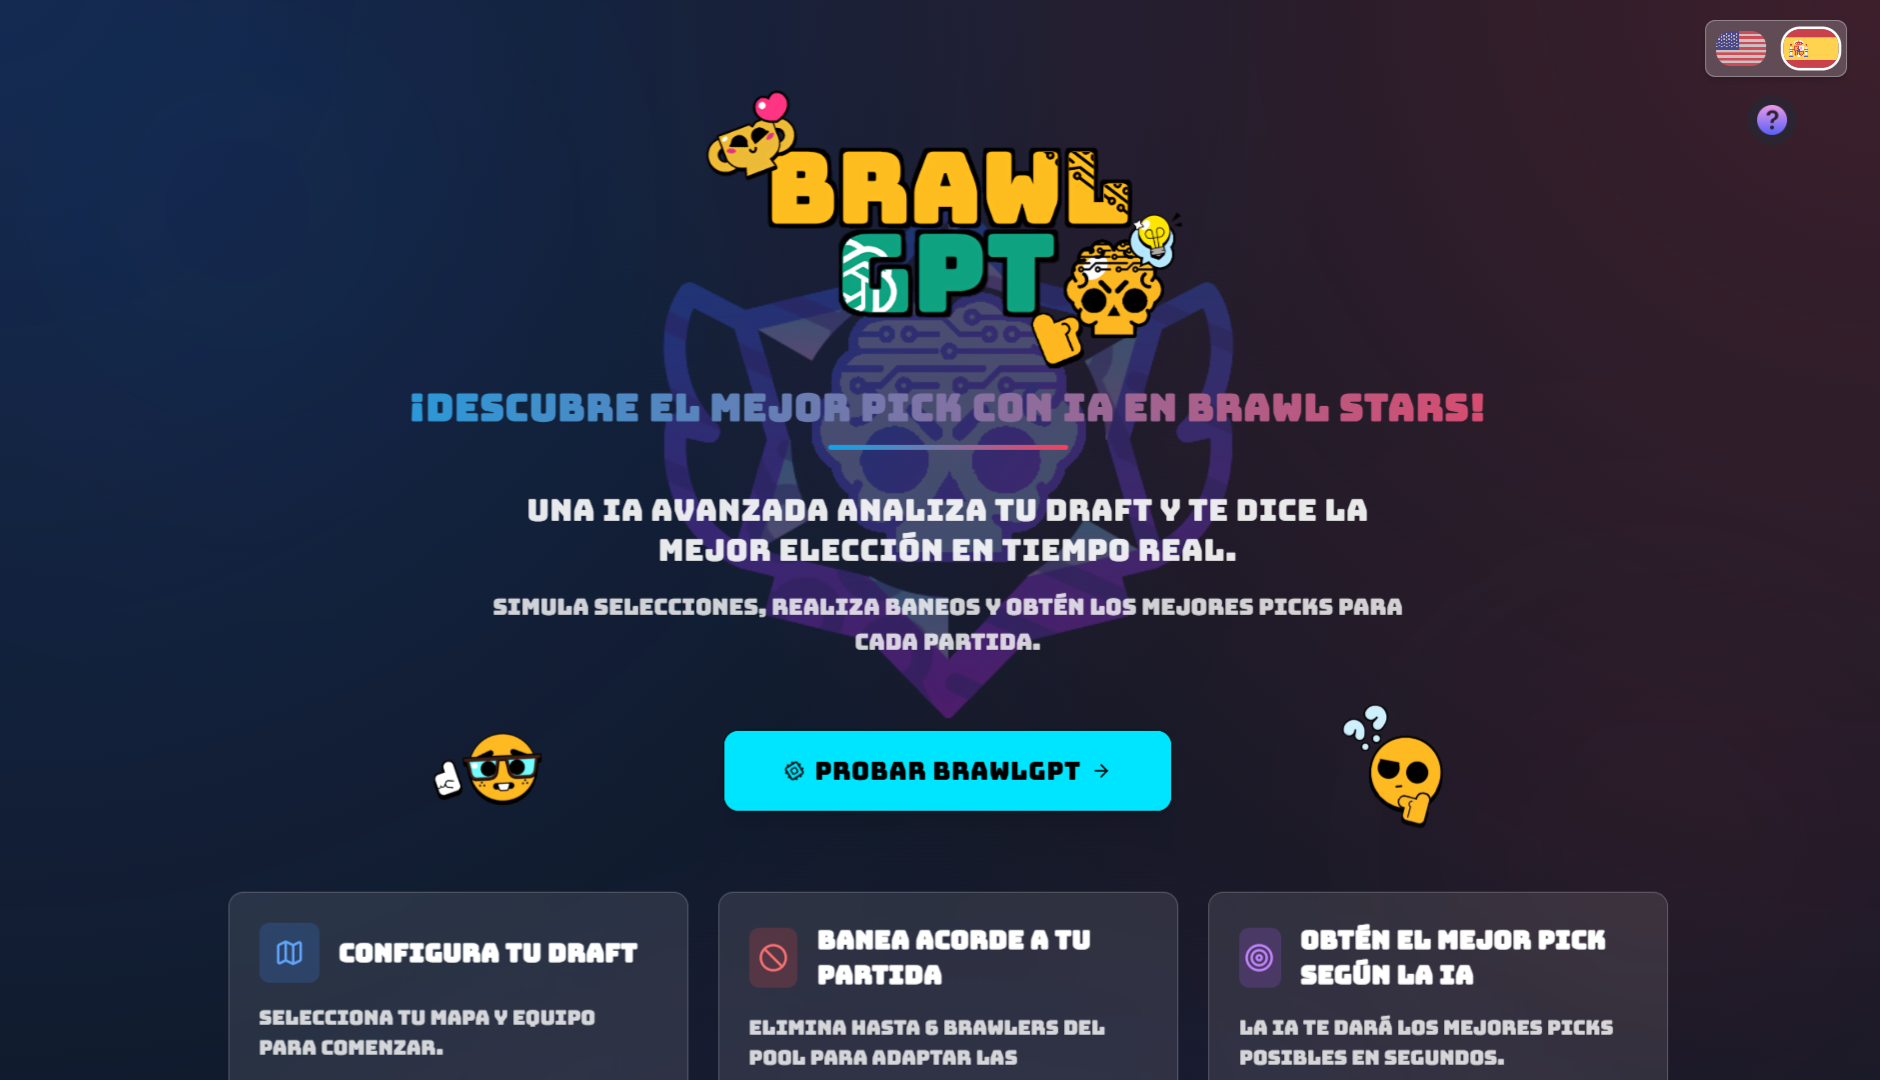 BRAWL
GPT
¡DESCUBRE EL MEJOR PICK CON IA EN BRAWL STARS!
UNA IA AVANZADA ANALIZA TU DRAFT Y TE DICE LA
MEJOR ELECCIÓN EN TIEMPO REAL.
SIMULA SELECCIONES, REALIZA BANEOS Y OBTÉN LOS MEJORES PICKS PARA
CADA PARTIDA.
PROBAR BRAWLGPT →
CONFIGURA TU DRAFT
SELECCIONA TU MAPA Y EQUIPO
PARA COMENZAR.
BANEA ACORDE A TU
PARTIDA
ELIMINA HASTA 6 BRAWLERS DEL
POOL PARA ADAPTAR LAS
OBTÉN EL MEJOR PICK
SEGÚN LA IA
LA IA TE DARÁ LOS MEJORES PICKS
POSIBLES EN SEGUNDOS.